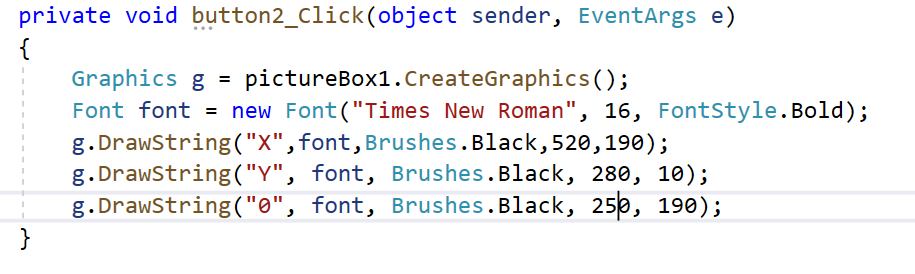 private void button2_Click(object sender, EventArgs e)
{
Graphics g = pictureBox1.CreateGraphics();
Font font = new Font("Times New Roman", 16, FontStyle.Bold);
g.DrawString("X",font,Brushes.Black,520,190);
g.DrawString("Y", font, Brushes.Black, 280, 10);
g.DrawString("0", font, Brushes.Black, 250, 190);
}